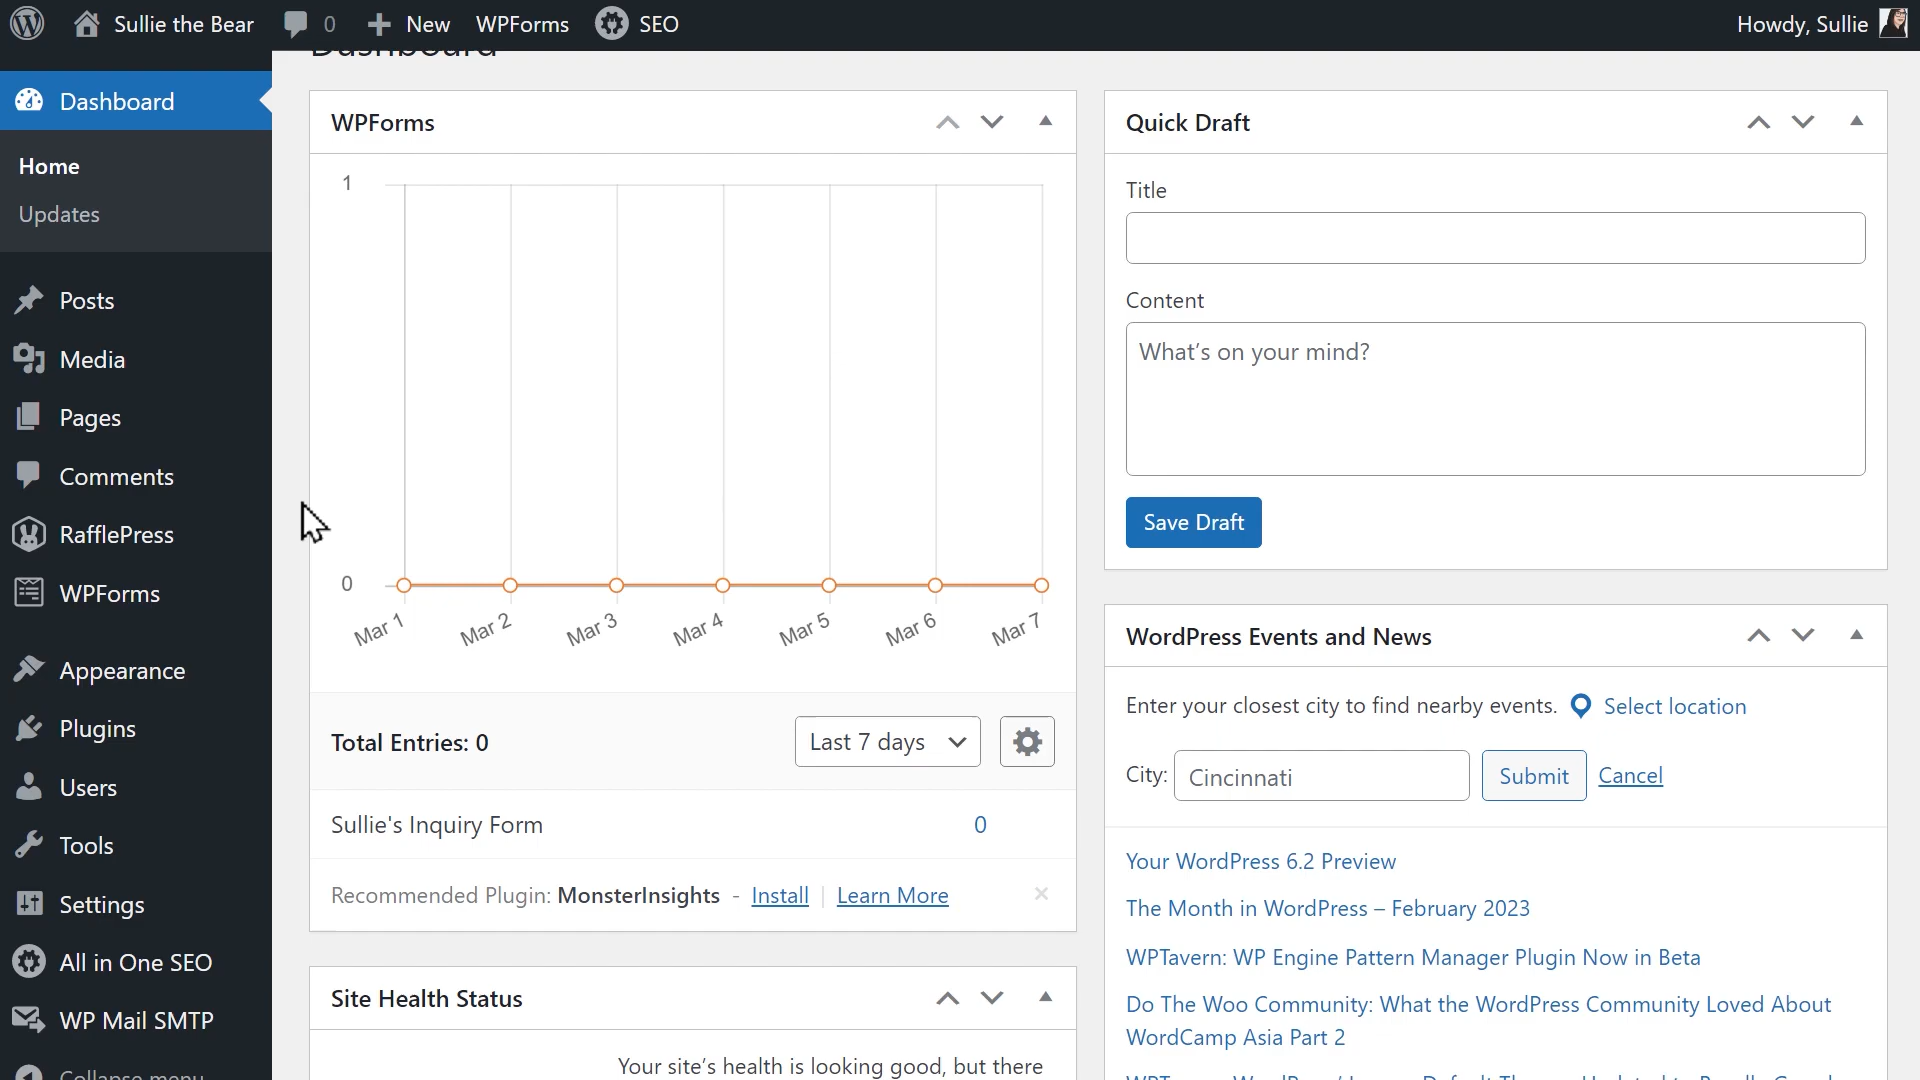 Sullie the Bear 0 New WPForms SEO Howdy, Sullie
Dashboard
Dashboard
Home
Updates
Posts
Media
Pages
Comments
RafflePress
WPForms
Appearance
Plugins
Users
Tools
Settings
All in One SEO
WP Mail SMTP
Collapse menu
WPForms
1
0
Mar 1 Mar 2 Mar 3 Mar 4 Mar 5 Mar 6 Mar 7
Total Entries: 0 Last 7 days
Sullie's Inquiry Form 0
Recommended Plugin: MonsterInsights - Install | Learn More ×
Site Health Status
Your site’s health is looking good, but there
Quick Draft
Title
Content
What’s on your mind?
Save Draft
WordPress Events and News
Enter your closest city to find nearby events. Select location
City: Cincinnati Submit Cancel
Your WordPress 6.2 Preview
The Month in WordPress – February 2023
WPTavern: WP Engine Pattern Manager Plugin Now in Beta
Do The Woo Community: What the WordPress Community Loved About
WordCamp Asia Part 2